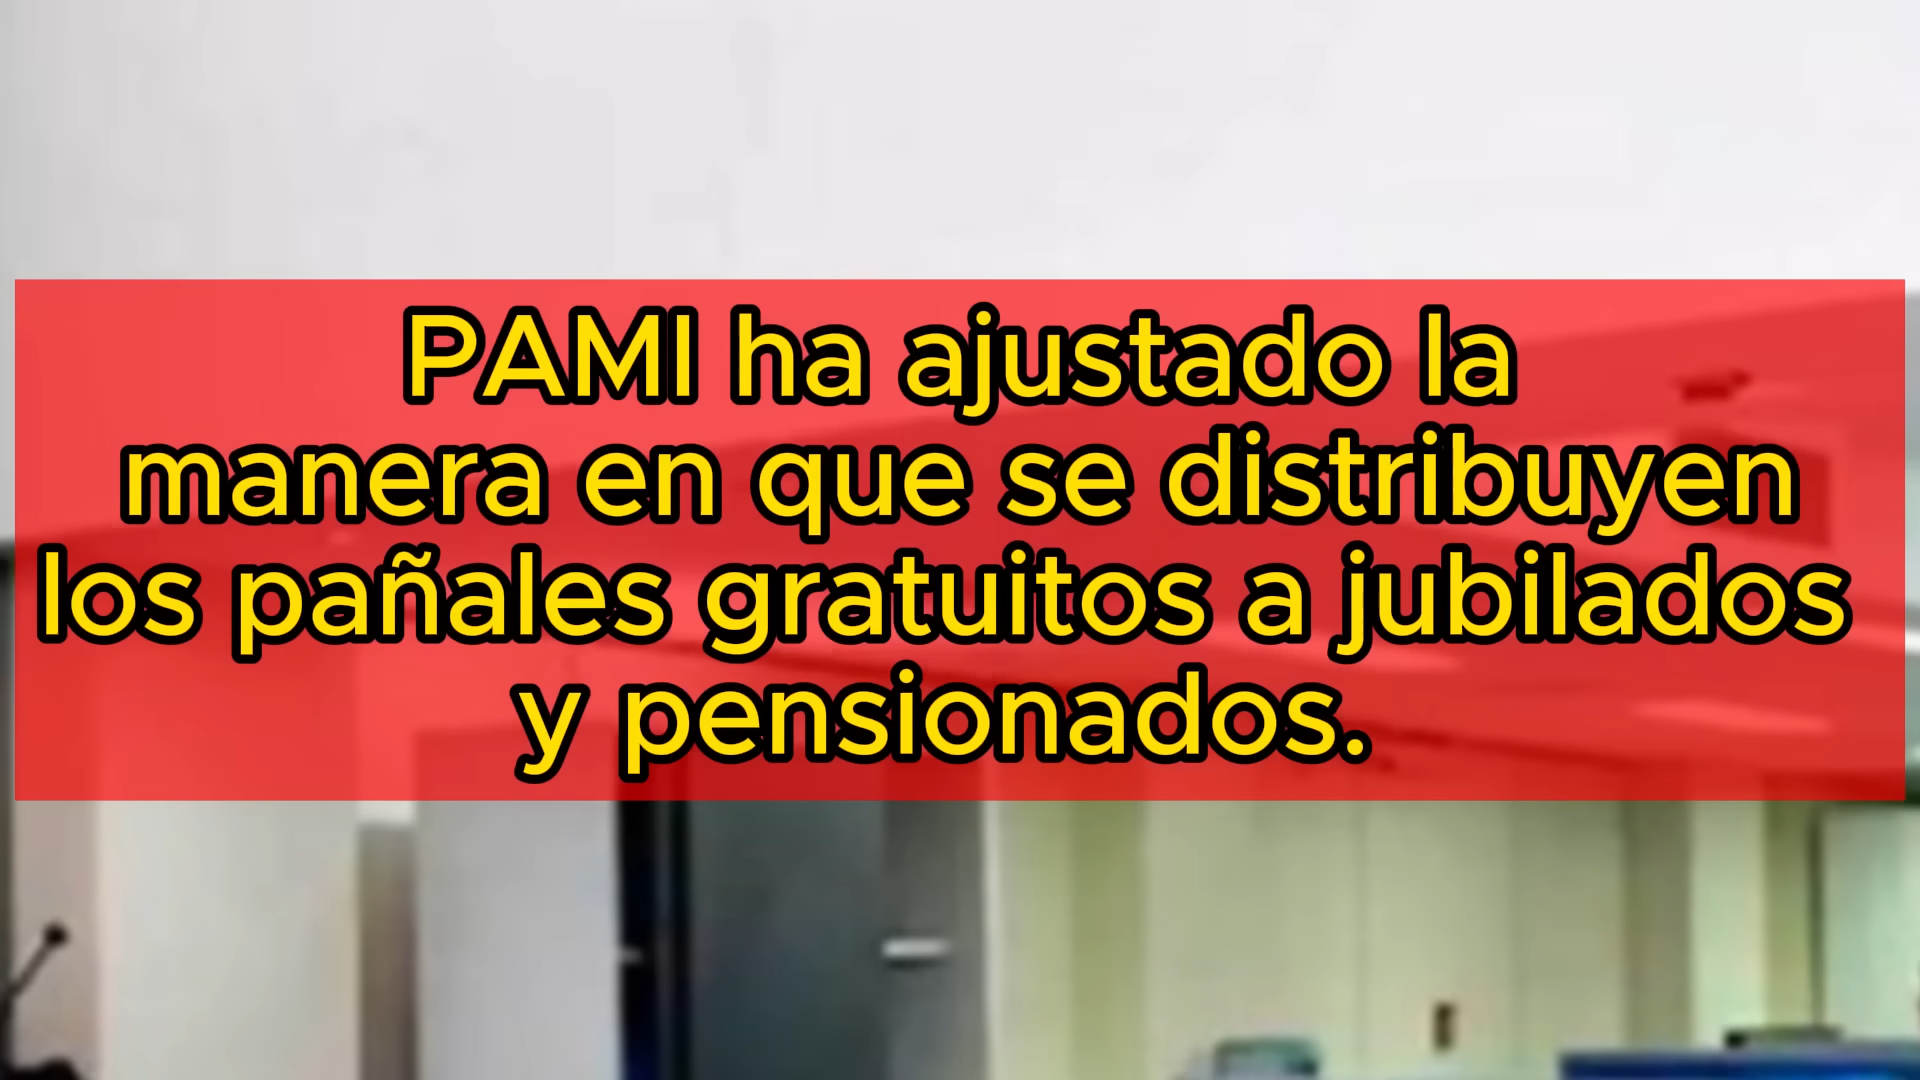 PAMI ha ajustado la
manera en que se distribuyen
los pañales gratuitos a jubilados
y pensionados.